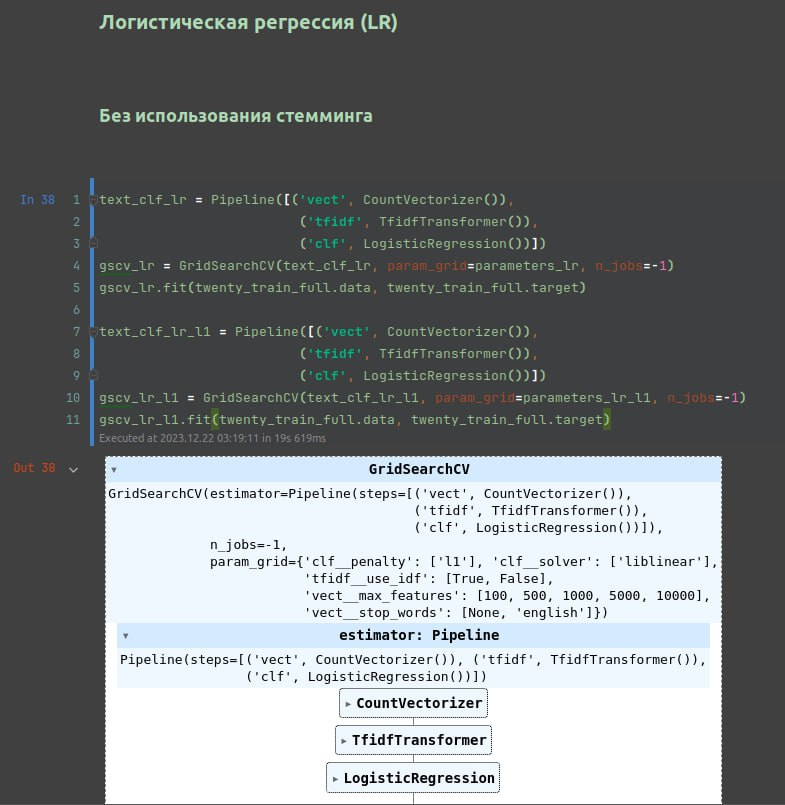 Логистическая регрессия (LR)
Без использования стемминга
In 38
1 text_clf_lr = Pipeline([('vect', CountVectorizer()),
2 ('tfidf', TfidfTransformer()),
3 ('clf', LogisticRegression())])
4 gscv_lr = GridSearchCV(text_clf_lr, param_grid=parameters_lr, n_jobs=-1)
5 gscv_lr.fit(twenty_train_full.data, twenty_train_full.target)
6
7 text_clf_lr_l1 = Pipeline([('vect', CountVectorizer()),
8 ('tfidf', TfidfTransformer()),
9 ('clf', LogisticRegression())])
10 gscv_lr_l1 = GridSearchCV(text_clf_lr_l1, param_grid=parameters_lr_l1, n_jobs=-1)
11 gscv_lr_l1.fit(twenty_train_full.data, twenty_train_full.target)
Executed at 2023.12.22 03:19:11 in 19s 619ms
Out 38
GridSearchCV
GridSearchCV(estimator=Pipeline(steps=[('vect', CountVectorizer()),
('tfidf', TfidfTransformer()),
('clf', LogisticRegression())]),
n_jobs=-1,
param_grid={'clf__penalty': ['l1'], 'clf__solver': ['liblinear'],
'tfidf__use_idf': [True, False],
'vect__max_features': [100, 500, 1000, 5000, 10000],
'vect__stop_words': [None, 'english']})
estimator: Pipeline
Pipeline(steps=[('vect', CountVectorizer()), ('tfidf', TfidfTransformer()),
('clf', LogisticRegression())])
CountVectorizer
TfidfTransformer
LogisticRegression